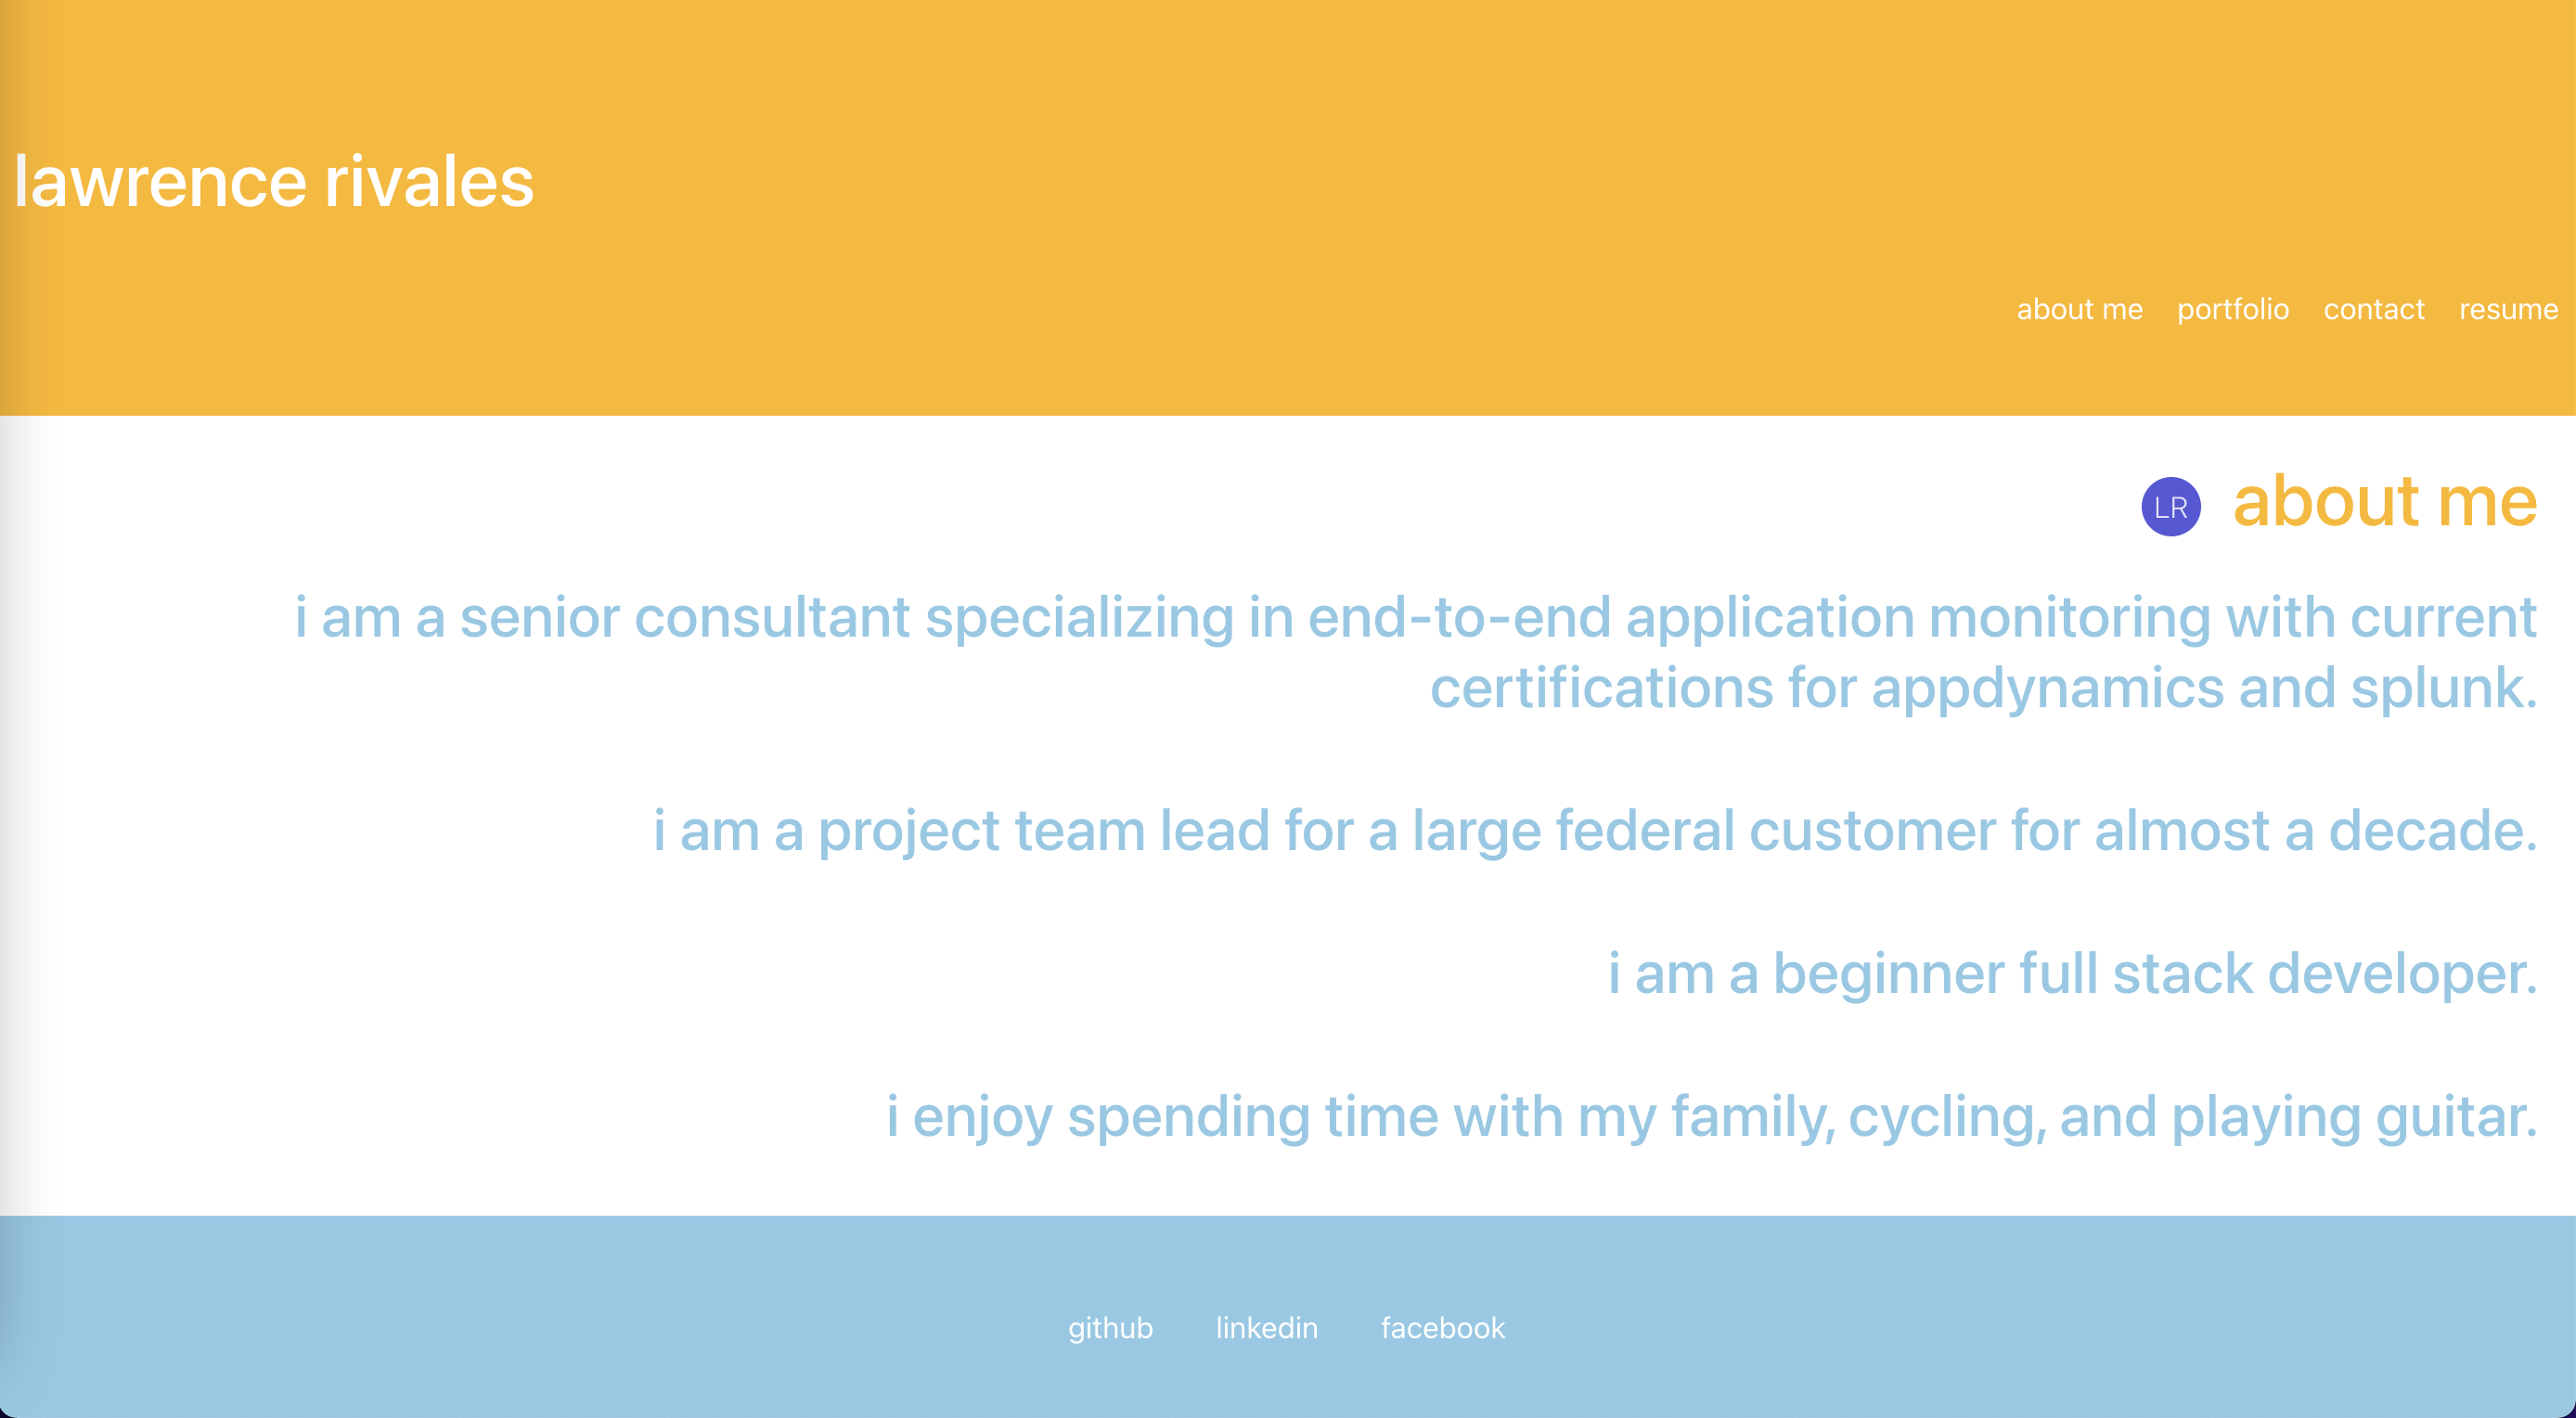 lawrence rivales
about me portfolio contact resume
LR about me
i am a senior consultant specializing in end-to-end application monitoring with current
certifications for appdynamics and splunk.
i am a project team lead for a large federal customer for almost a decade.
i am a beginner full stack developer.
i enjoy spending time with my family, cycling, and playing guitar.
github linkedin facebook